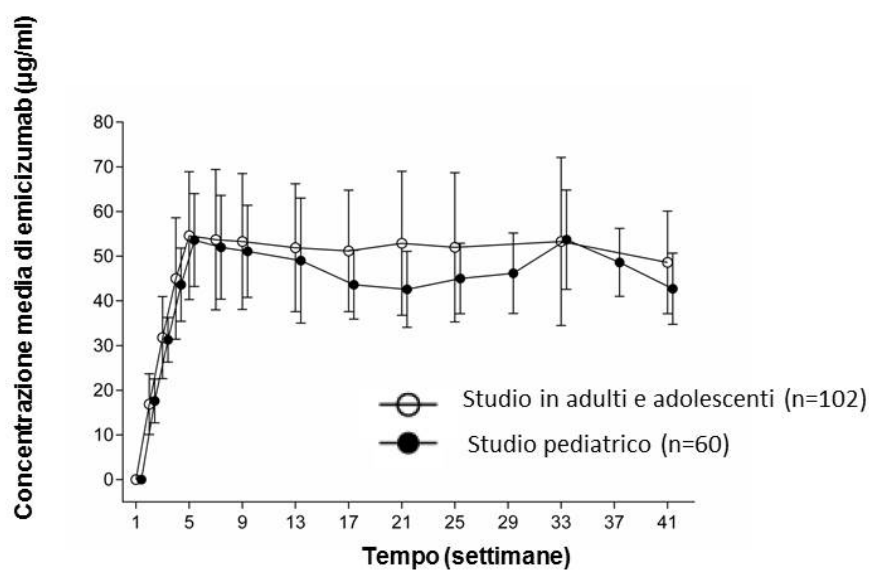 Concentrazione media di emicizumab (µg/ml)
80
70
60
50
40
30
20
10
0
Studio in adulti e adolescenti (n=102)
Studio pediatrico (n=60)
1 5 9 13 17 21 25 29 33 37 41
Tempo (settimane)